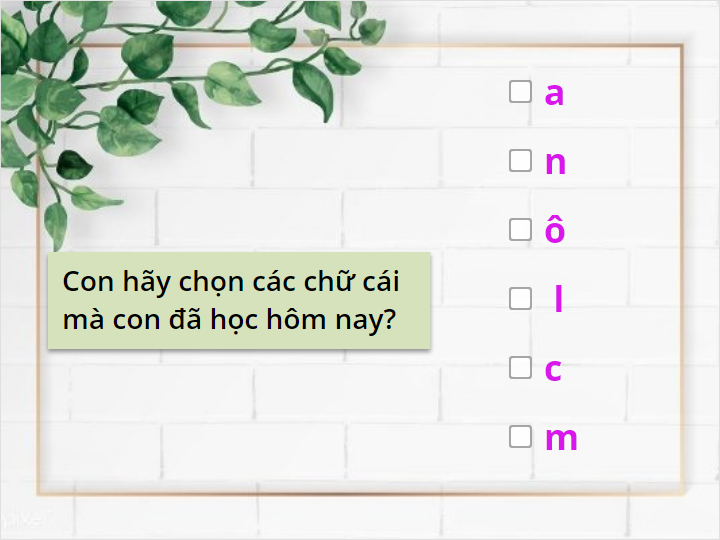 Con hãy chọn các chữ cái
mà con đã học hôm nay?
a
n
ô
l
c
m